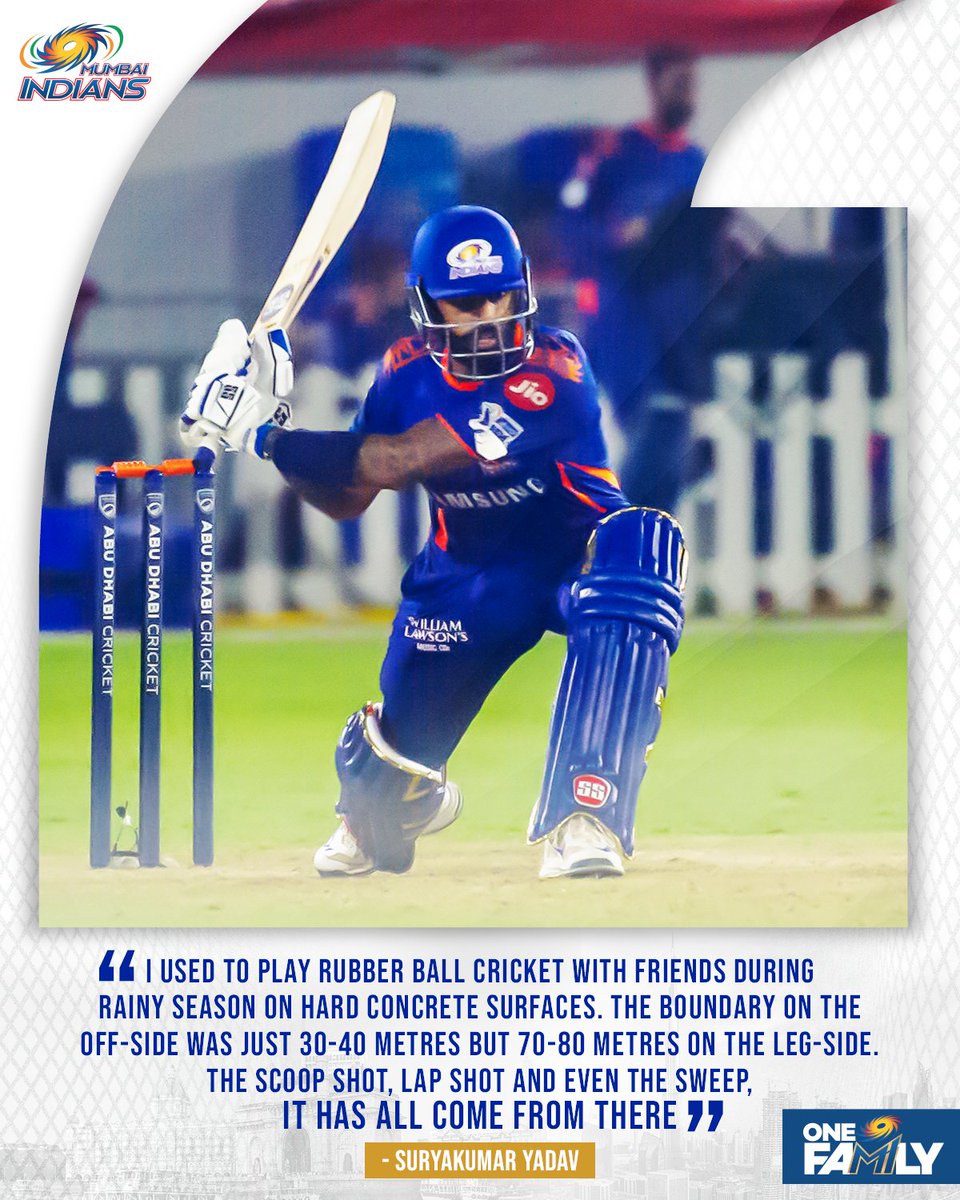 MUMBAI
INDIANS
INDIANS
Jio
SAMSUNG
WILLIAM
LAWSON'S
ABU DHABI CRICKET
ABU DHABI CRICKET
ABU DHABI CRICKET
SS
“I USED TO PLAY RUBBER BALL CRICKET WITH FRIENDS DURING
RAINY SEASON ON HARD CONCRETE SURFACES. THE BOUNDARY ON THE
OFF-SIDE WAS JUST 30-40 METRES BUT 70-80 METRES ON THE LEG-SIDE.
THE SCOOP SHOT, LAP SHOT AND EVEN THE SWEEP,
IT HAS ALL COME FROM THERE”
- SURYAKUMAR YADAV
ONE
FAMILY